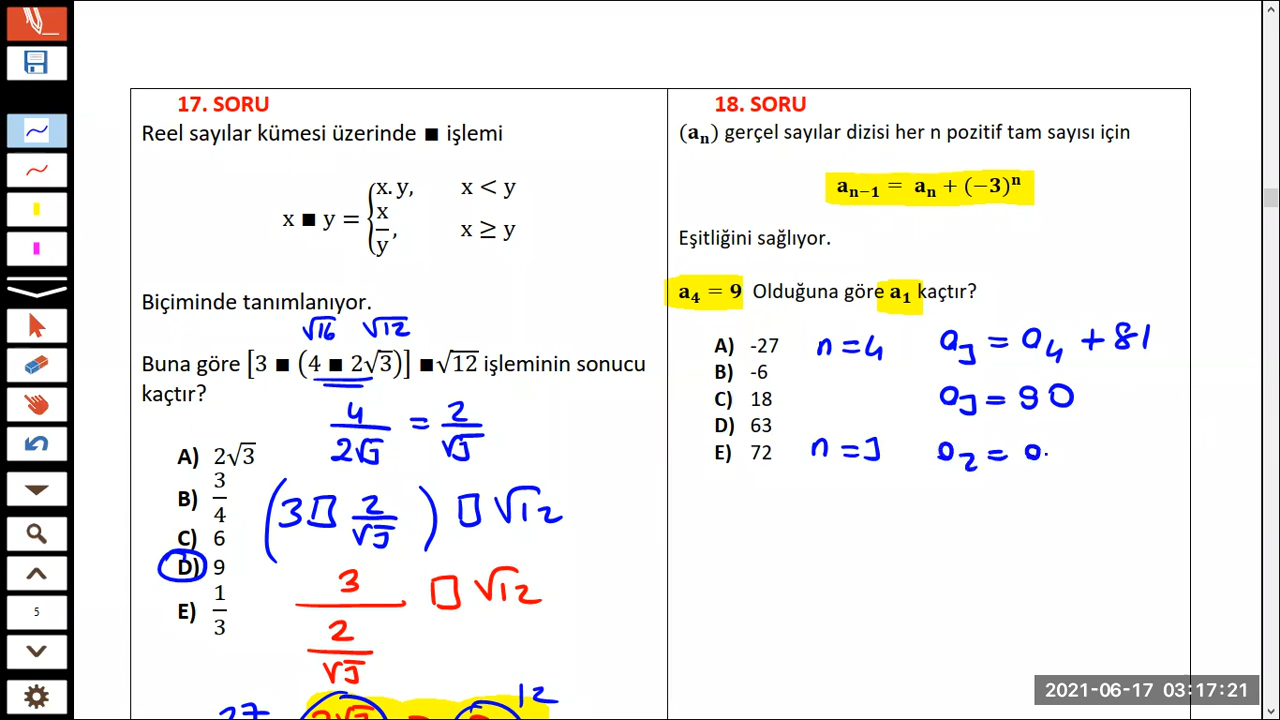 17. SORU
Reel sayılar kümesi üzerinde ■ işlemi
x ■ y = { x. y, x < y
x/y, x ≥ y
Biçiminde tanımlanıyor.
√16 √12
Buna göre [3 ■ (4 ■ 2√3)] ■√12 işleminin sonucu
kaçtır?
4/2√3 = 2/√3
A) 2√3
B) 3/4
C) 6
D) 9
E) 1/3
(3 □ 2/√3) □ √12
3/(2/√3) □ √12
27
12
18. SORU
(aₙ) gerçel sayılar dizisi her n pozitif tam sayısı için
aₙ₋₁ = aₙ + (−3)ⁿ
Eşitliğini sağlıyor.
a₄ = 9 Olduğuna göre a₁ kaçtır?
A) -27
B) -6
C) 18
D) 63
E) 72
n = 4 a₃ = a₄ + 81
a₃ = 90
n = 3 a₂ = a
5
2021-06-17 03:17:21